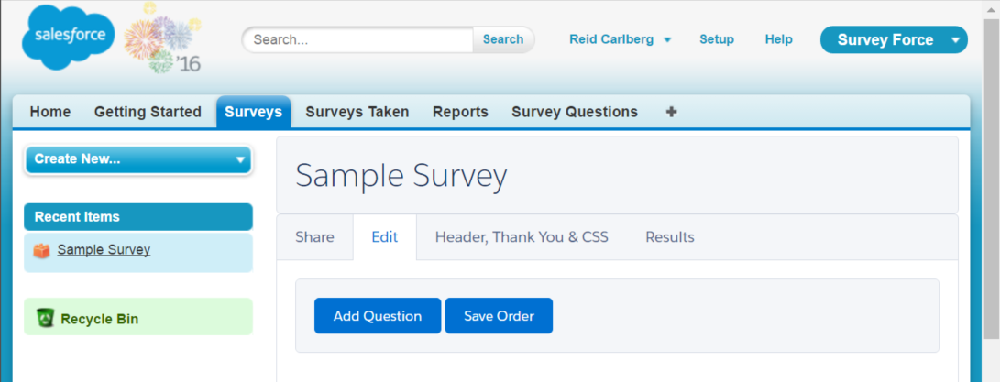 salesforce '16 Search... Search Reid Carlberg Setup Help Survey Force
Home Getting Started Surveys Surveys Taken Reports Survey Questions +
Create New...
Sample Survey
Recent Items
Share Edit Header, Thank You & CSS Results
Sample Survey
Add Question Save Order
Recycle Bin